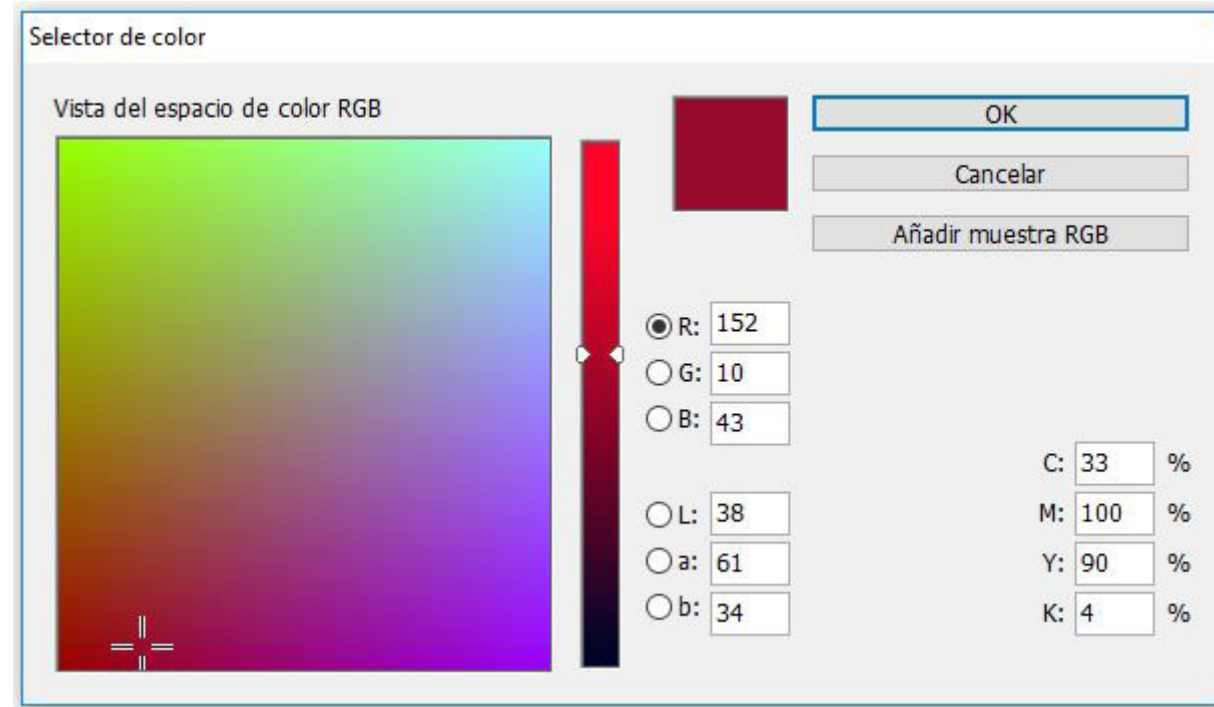 Selector de color
Vista del espacio de color RGB
OK
Cancelar
Añadir muestra RGB
R: 152
G: 10
B: 43
L: 38
a: 61
b: 34
C: 33 %
M: 100 %
Y: 90 %
K: 4 %